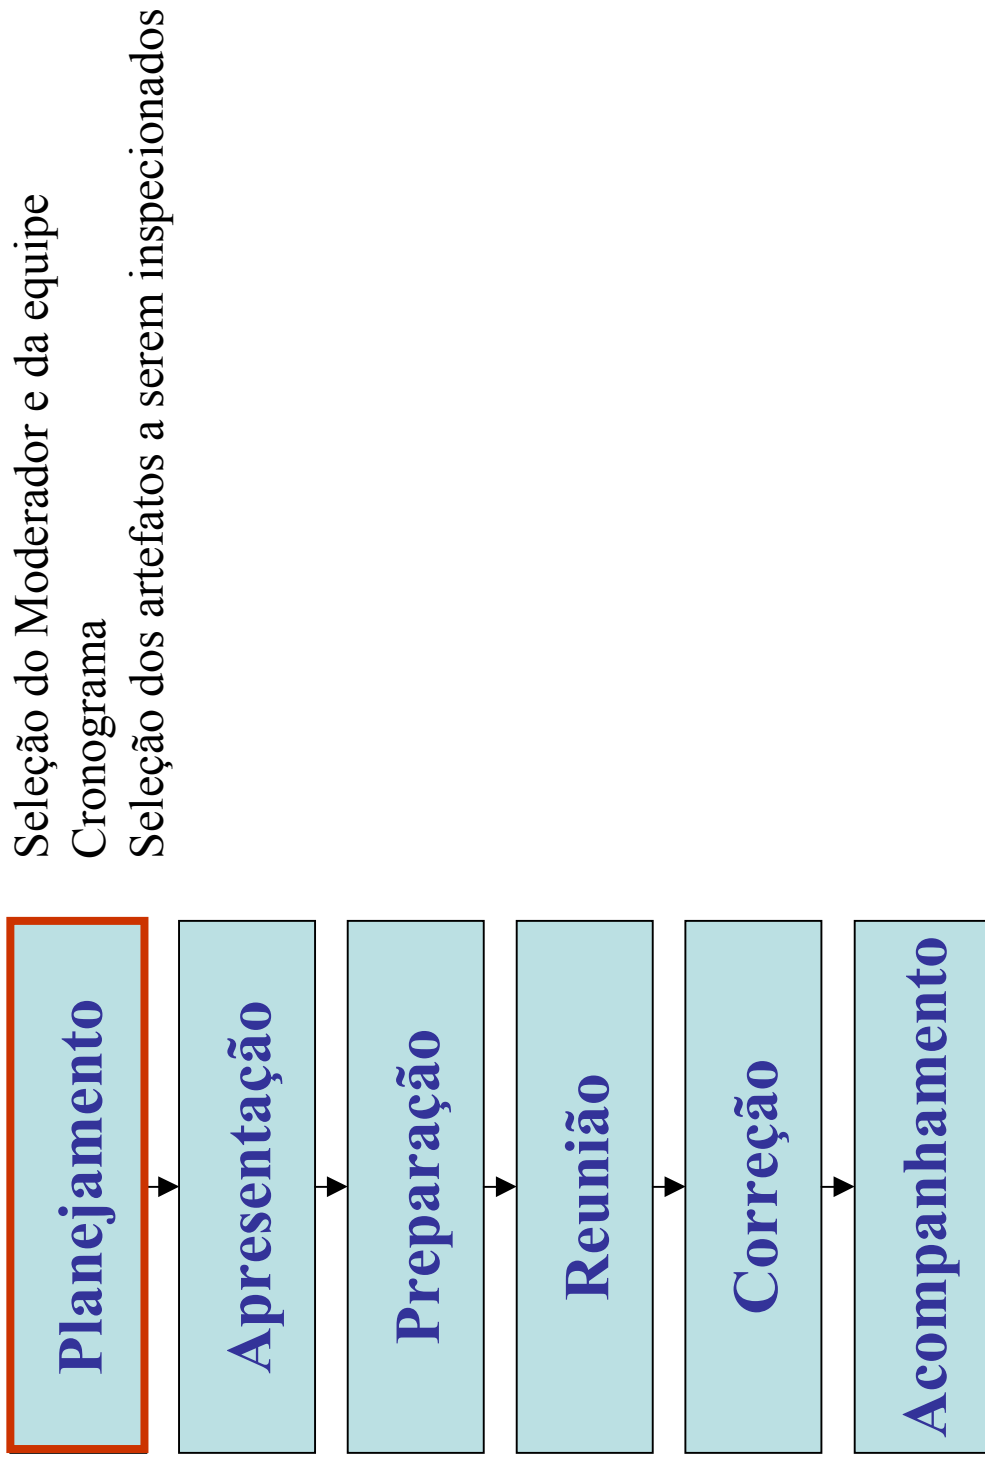 Planejamento
Seleção do Moderador e da equipe
Cronograma
Seleção dos artefatos a serem inspecionados
Apresentação
Preparação
Reunião
Correção
Acompanhamento